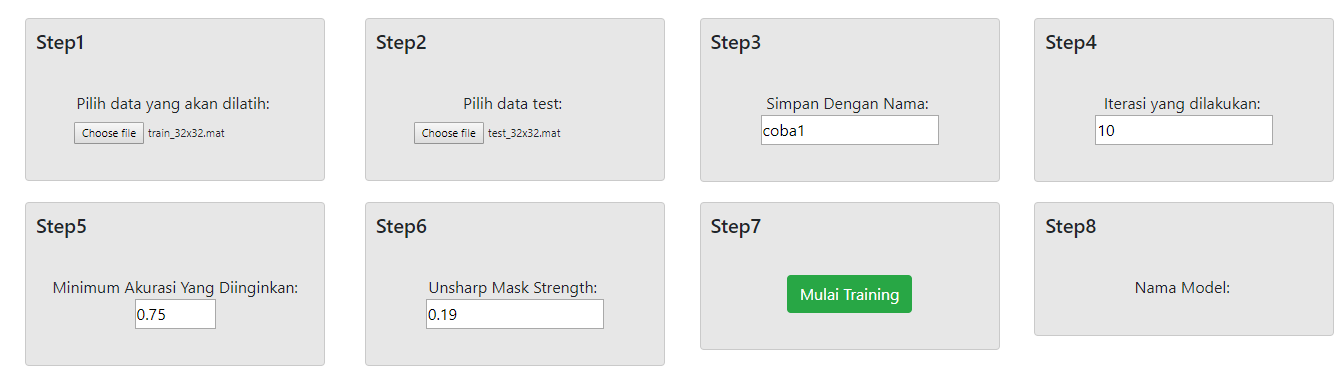 Step1
Pilih data yang akan dilatih:
Choose file train_32x32.mat
Step2
Pilih data test:
Choose file test_32x32.mat
Step3
Simpan Dengan Nama:
coba1
Step4
Iterasi yang dilakukan:
10
Step5
Minimum Akurasi Yang Diinginkan:
0.75
Step6
Unsharp Mask Strength:
0.19
Step7
Mulai Training
Step8
Nama Model: